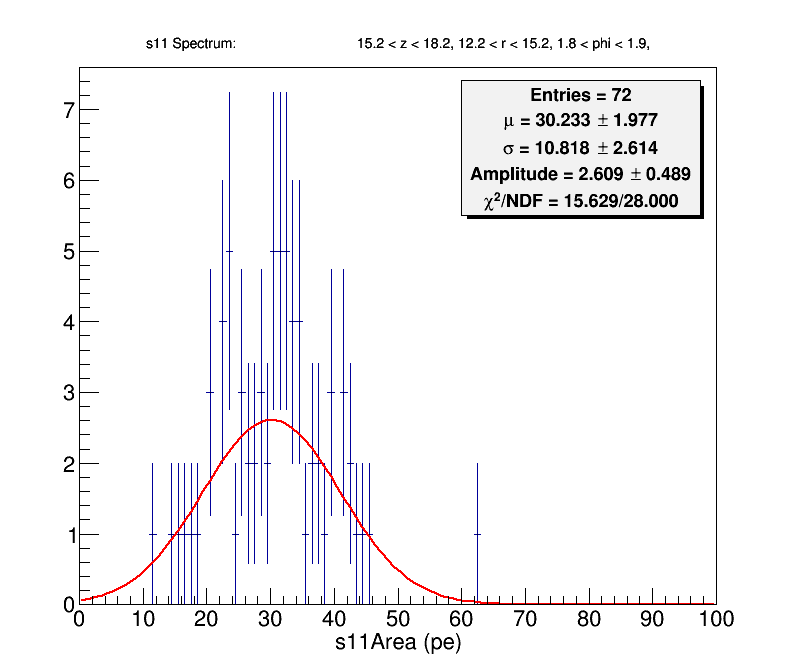 s11 Spectrum: 15.2 < z < 18.2, 12.2 < r < 15.2, 1.8 < phi < 1.9,
Entries = 72
μ = 30.233 ± 1.977
σ = 10.818 ± 2.614
Amplitude = 2.609 ± 0.489
χ²/NDF = 15.629/28.000
7
6
5
4
3
2
1
0
0 10 20 30 40 50 60 70 80 90 100
s11Area (pe)